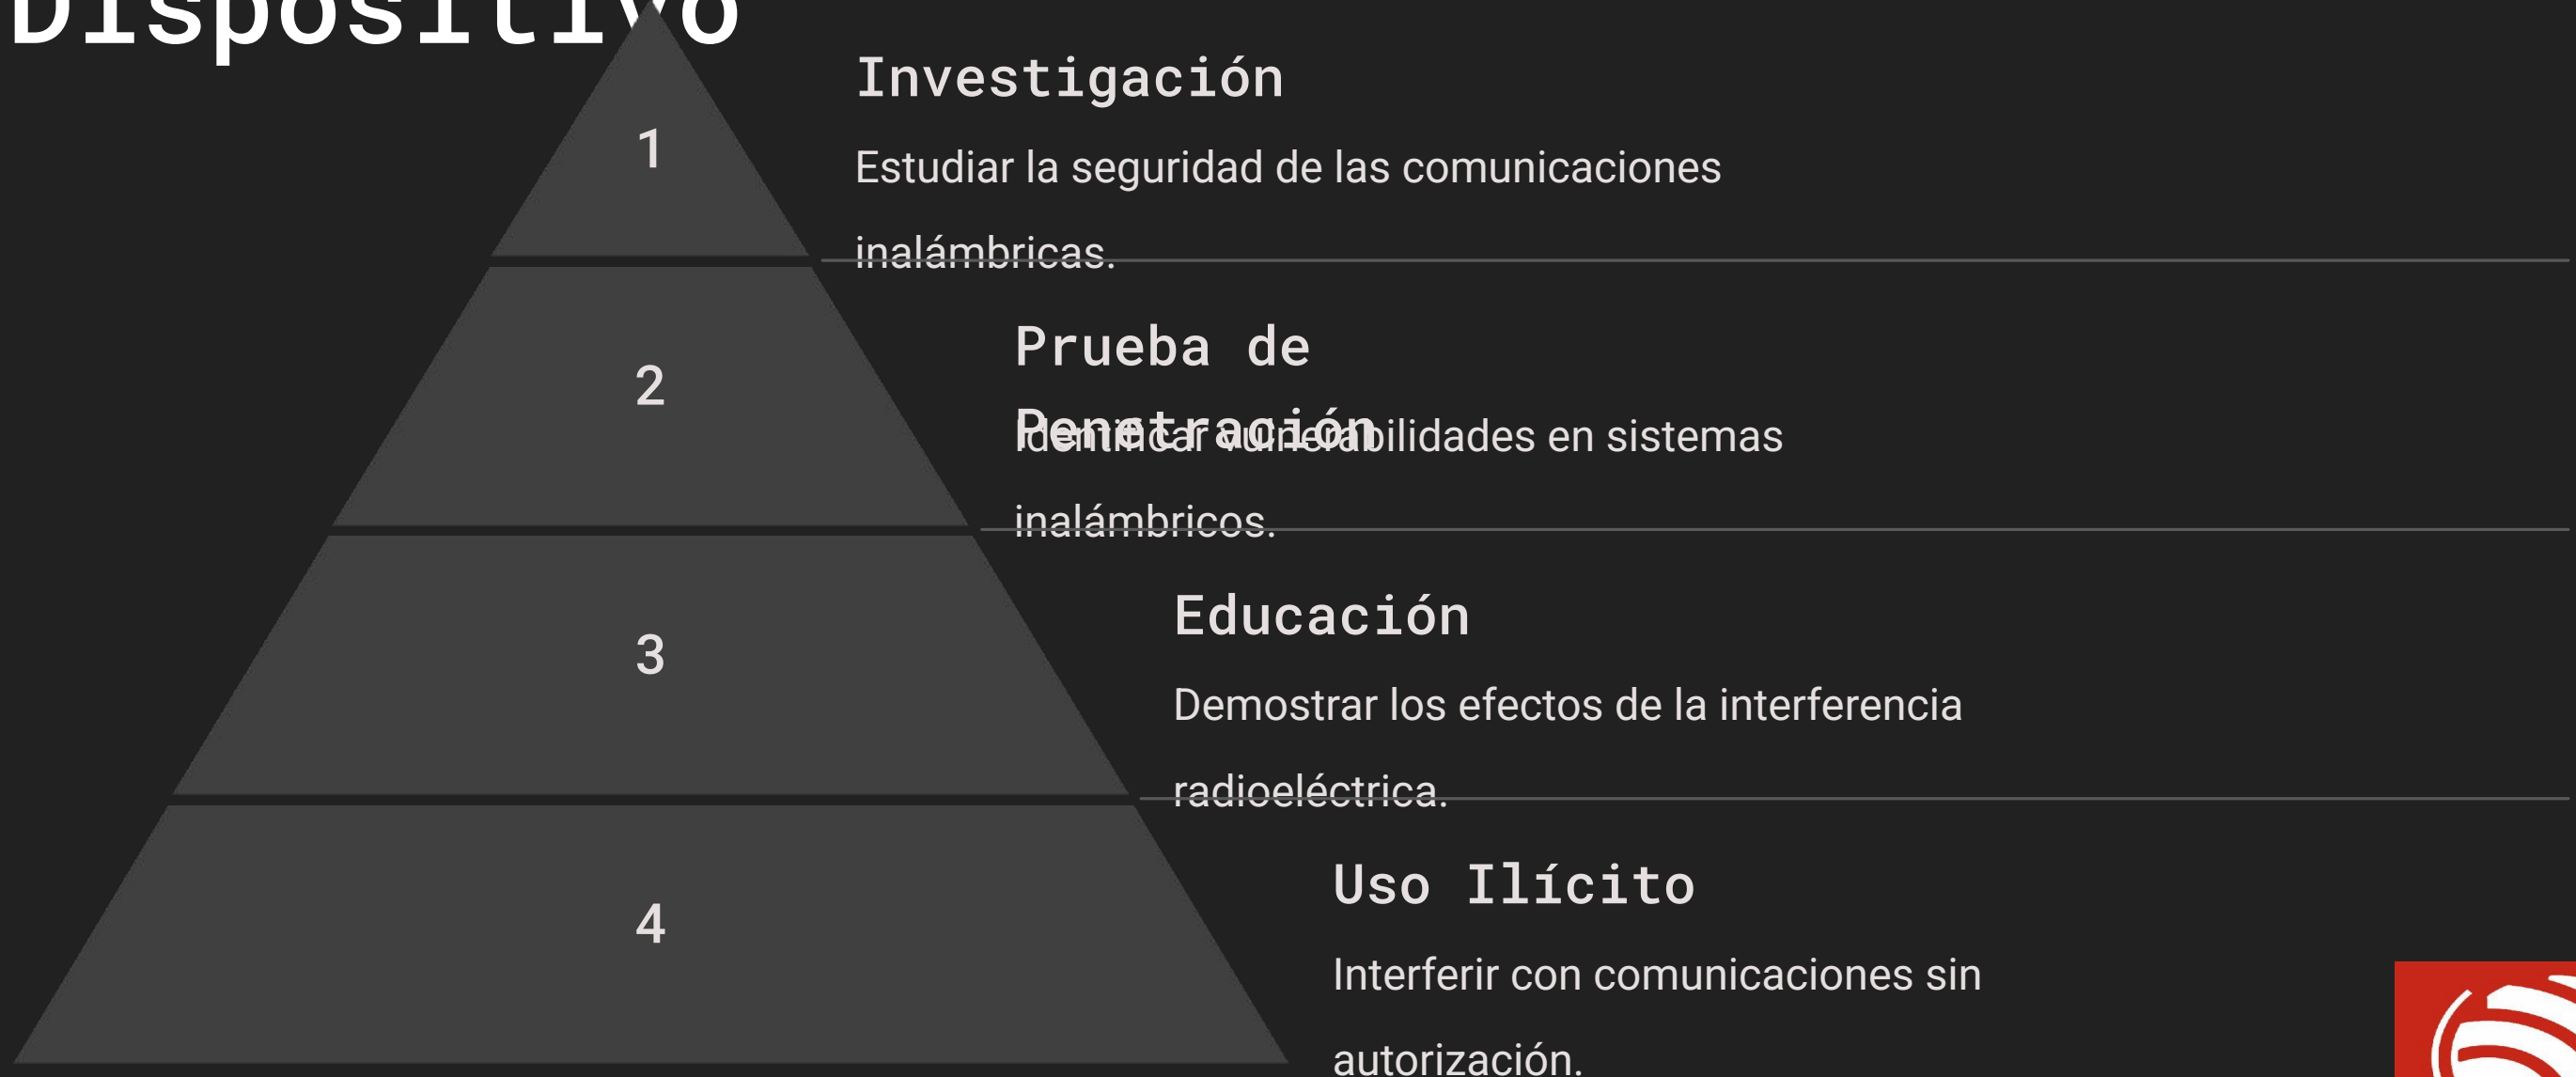 Dispositivo
1
Investigación
Estudiar la seguridad de las comunicaciones
inalámbricas.
2
Prueba de
Penetración
Identificar vulnerabilidades en sistemas
inalámbricos.
3
Educación
Demostrar los efectos de la interferencia
radioeléctrica.
4
Uso Ilícito
Interferir con comunicaciones sin
autorización.